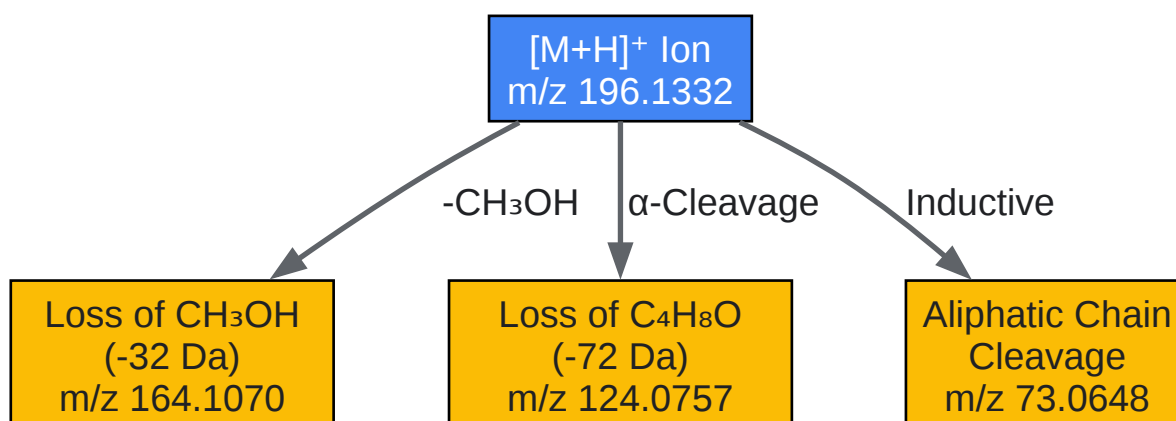 [M+H]⁺ Ion
m/z 196.1332
-CH₃OH
α-Cleavage
Inductive
Loss of CH₃OH
(-32 Da)
m/z 164.1070
Loss of C₄H₈O
(-72 Da)
m/z 124.0757
Aliphatic Chain
Cleavage
m/z 73.0648